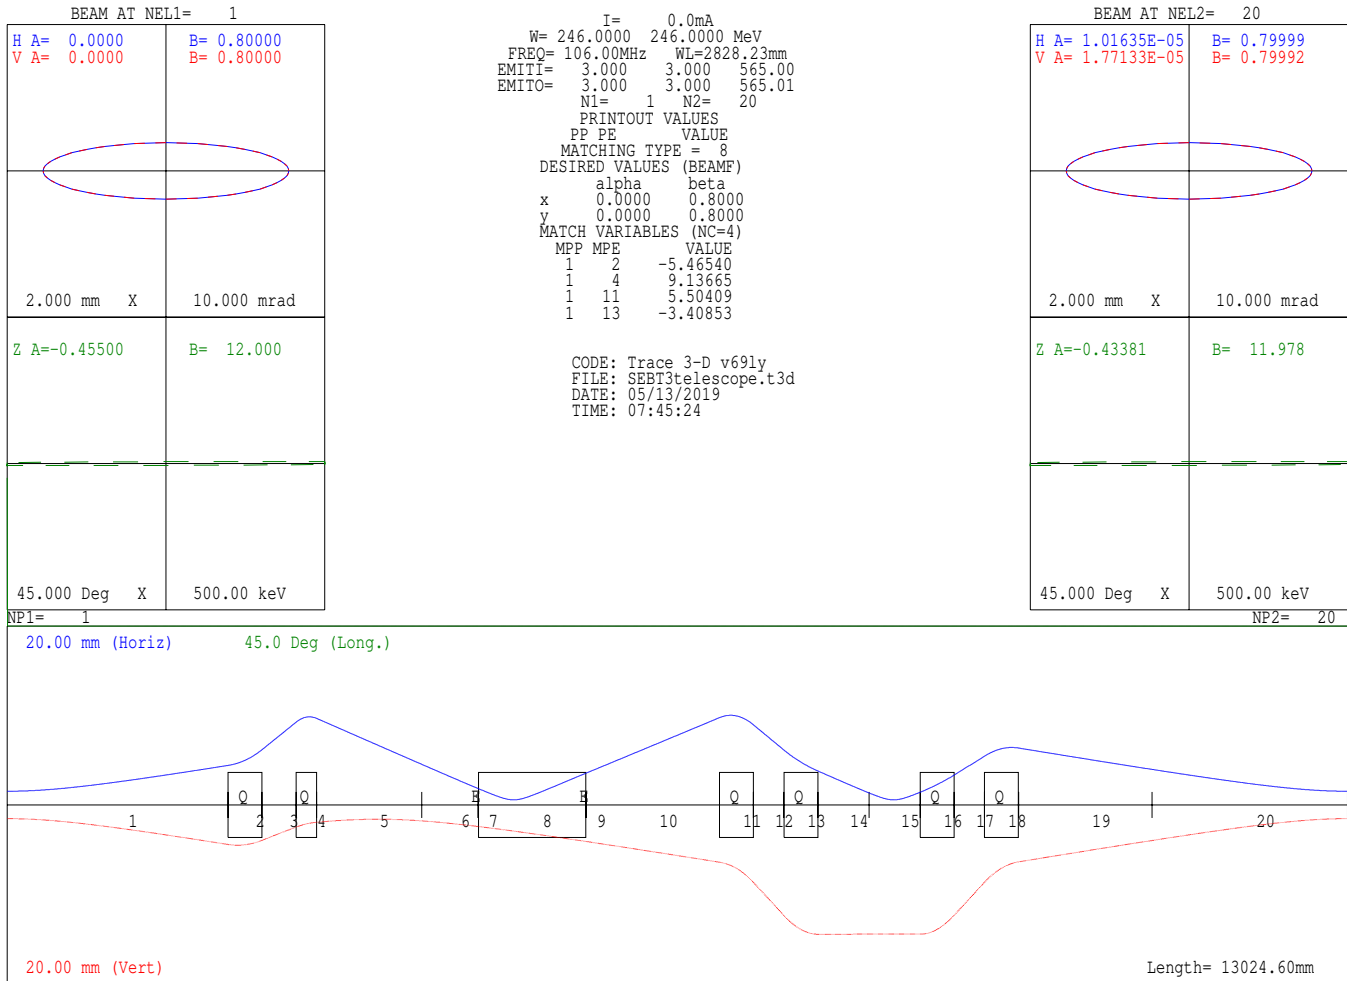 BEAM AT NEL1= 1
H A= 0.0000 B= 0.80000
V A= 0.0000 B= 0.80000
2.000 mm X 10.000 mrad
Z A=-0.45500 B= 12.000
45.000 Deg X 500.00 keV
NP1= 1
I= 0.0mA
W= 246.0000 246.0000 MeV
FREQ= 106.00MHz WL=2828.23mm
EMITI= 3.000 3.000 565.00
EMITO= 3.000 3.000 565.01
N1= 1 N2= 20
PRINTOUT VALUES
PP PE VALUE
MATCHING TYPE = 8
DESIRED VALUES (BEAMF)
alpha beta
x 0.0000 0.8000
y 0.0000 0.8000
MATCH VARIABLES (NC=4)
MPP MPE VALUE
1 2 -5.46540
1 4 9.13665
1 11 5.50409
1 13 -3.40853
CODE: Trace 3-D v69ly
FILE: SEBT3telescope.t3d
DATE: 05/13/2019
TIME: 07:45:24
BEAM AT NEL2= 20
H A= 1.01635E-05 B= 0.79999
V A= 1.77133E-05 B= 0.79992
2.000 mm X 10.000 mrad
Z A=-0.43381 B= 11.978
45.000 Deg X 500.00 keV
NP2= 20
20.00 mm (Horiz) 45.0 Deg (Long.)
Q Q E E Q Q Q Q
1 2 3 4 5 6 7 8 9 10 11 12 13 14 15 16 17 18 19 20
20.00 mm (Vert)
Length= 13024.60mm